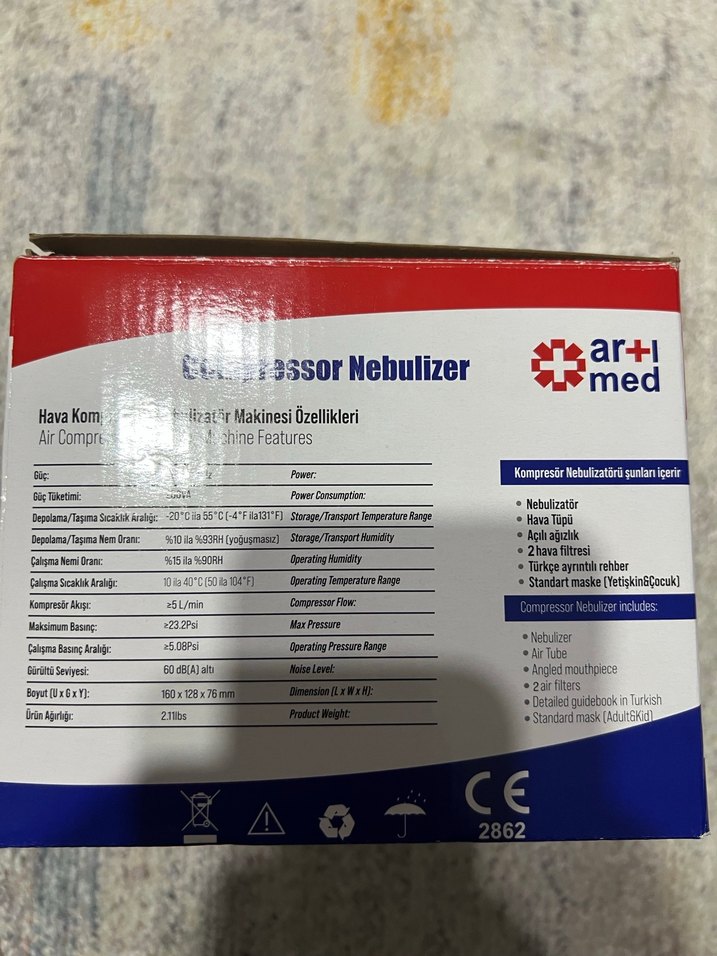 Compressor Nebulizer
artı
med
Hava Nebulizatör Makinesi Özellikleri
Air Machine Features
Güç: Power:
Güç Tüketimi: Power Consumption:
Depolama/Taşıma Sıcaklık Aralığı: -20°C ila 55°C (-4°F ila131°F) Storage/Transport Temperature Range
Depolama/Taşıma Nem Oranı: %10 ila %93RH (yoğuşmasız) Storage/Transport Humidity
Çalışma Nemi Oranı: %15 ila %90RH Operating Humidity
Çalışma Sıcaklık Aralığı: 10 ila 40°C (50 ila 104°F) Operating Temperature Range
Kompresör Akışı: ≥5 L/min Compressor Flow:
Maksimum Basınç: ≥23.2Psi Max Pressure
Çalışma Basınç Aralığı: ≥5.08Psi Operating Pressure Range
Gürültü Seviyesi: 60 dB(A) altı Noise Level:
Boyut (U x G x Y): 160 x 128 x 76 mm Dimension (L x W x H):
Ürün Ağırlığı: 2.11lbs Product Weight:
Kompresör Nebulizatörü şunları içerir
• Nebulizatör
• Hava Tüpü
• Açılı ağızlık
• 2 hava filtresi
• Türkçe ayrıntılı rehber
• Standart maske (Yetişkin&Çocuk)
Compressor Nebulizer includes:
• Nebulizer
• Air Tube
• Angled mouthpiece
• 2 air filters
• Detailed guidebook in Turkish
• Standard mask (Adult&Kid)
CE
2862